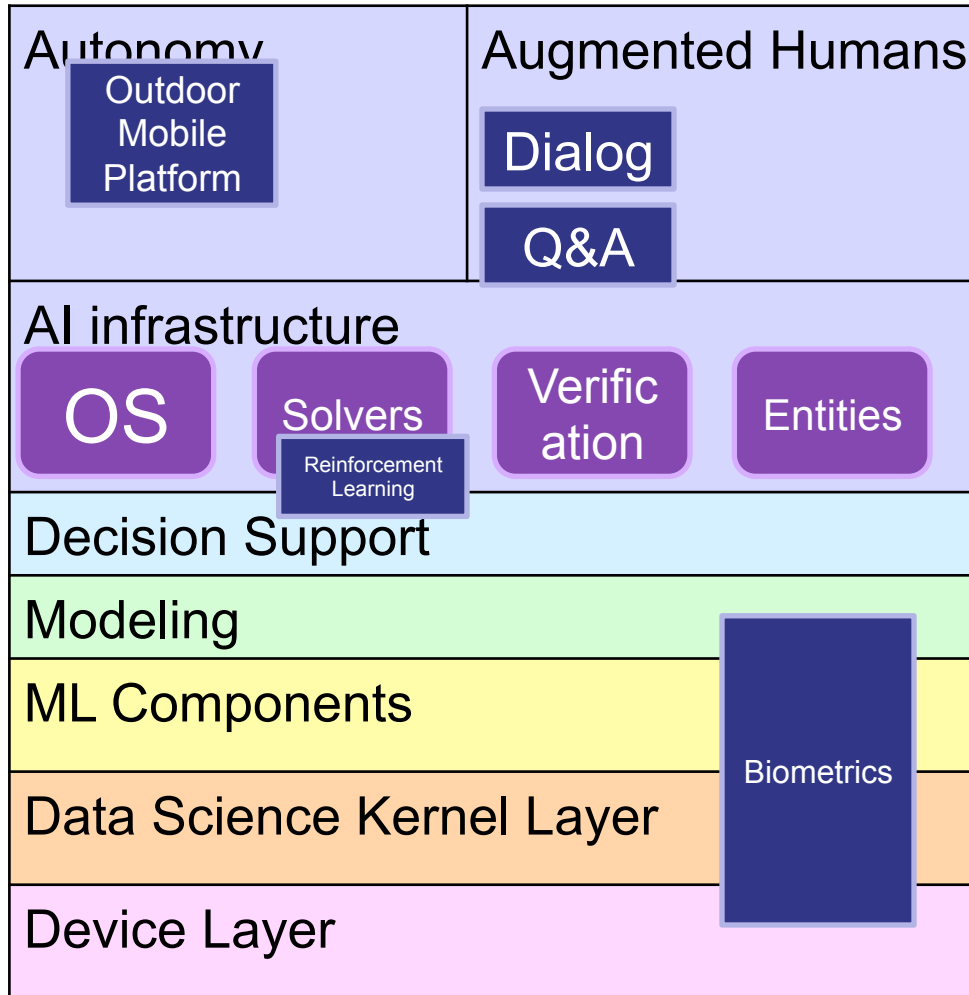 Autonomy
Outdoor
Mobile
Platform
Augmented Humans
Dialog
Q&A
AI infrastructure
OS
Solvers
Reinforcement
Learning
Verific
ation
Entities
Decision Support
Modeling
ML Components
Biometrics
Data Science Kernel Layer
Device Layer